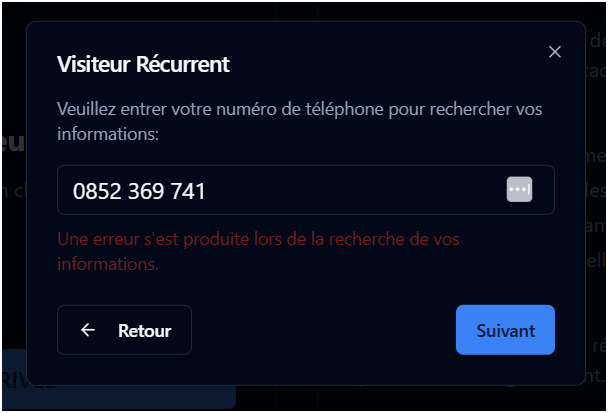 Visiteur Récurrent
Veuillez entrer votre numéro de téléphone pour rechercher vos
informations:
0852 369 741
Une erreur s'est produite lors de la recherche de vos
informations.
Retour
Suivant